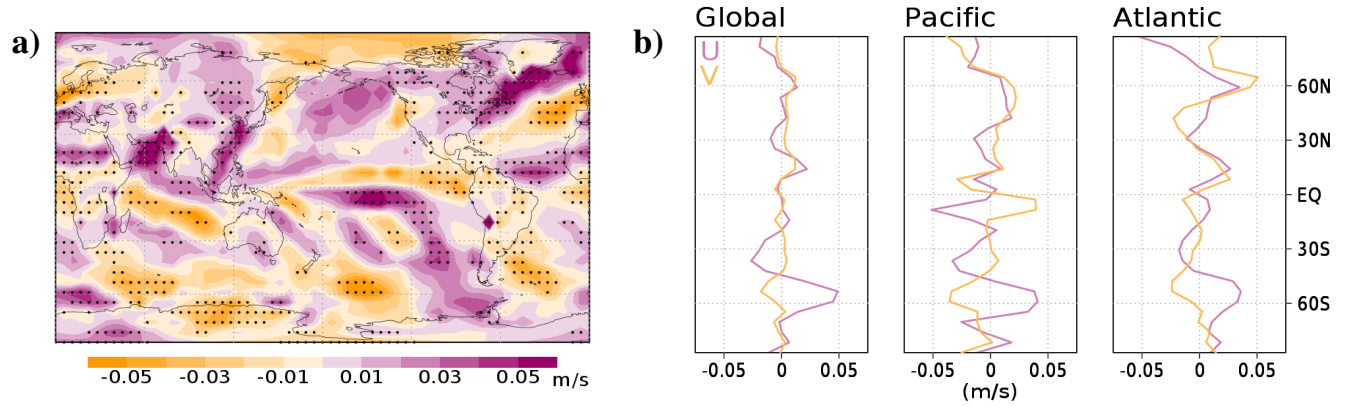 a)
-0.05 -0.03 -0.01 0.01 0.03 0.05 m/s
b)
Global Pacific Atlantic
U
V
60N
30N
EQ
30S
60S
-0.05 0 0.05 -0.05 0 0.05 -0.05 0 0.05
(m/s)